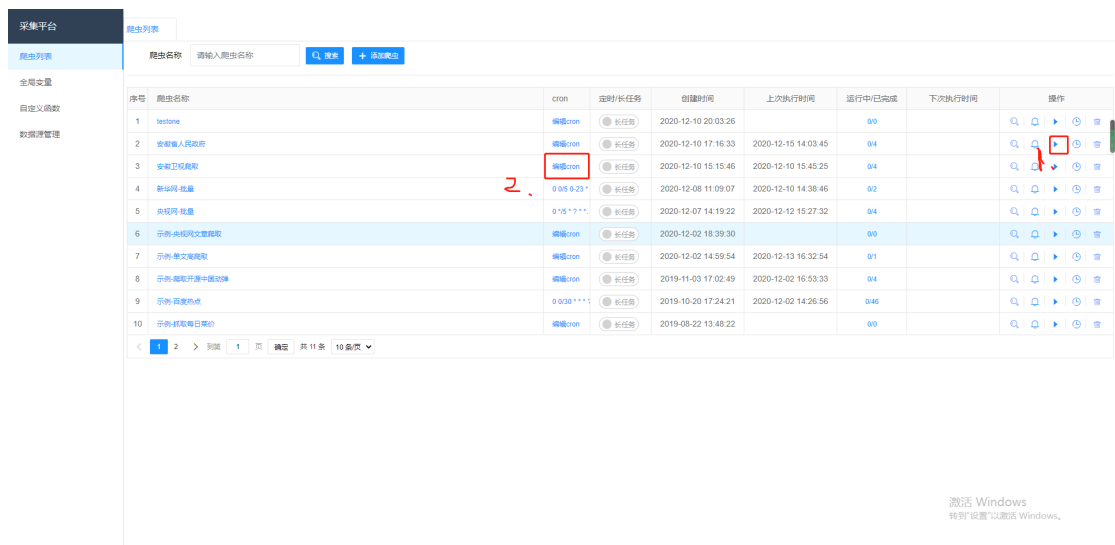 采集平台
爬虫列表
爬虫列表
全局变量
自定义函数
数据源管理
爬虫名称 请输入爬虫名称 搜索 + 添加爬虫
序号 爬虫名称 cron 定时/长任务 创建时间 上次执行时间 运行中/已完成 下次执行时间 操作
1 testone 编辑cron 长任务 2020-12-10 20:03:26 0/0
2 安徽省人民政府 编辑cron 长任务 2020-12-10 17:16:33 2020-12-15 14:03:45 0/4
1
3 安徽卫视爬取 编辑cron 长任务 2020-12-10 15:15:46 2020-12-10 15:45:25 0/4
2、
4 新华网-批量 0 0/5 0-23 * 长任务 2020-12-08 11:09:07 2020-12-10 14:38:46 0/2
5 央视网-批量 0 */5 * ? * * 长任务 2020-12-07 14:19:22 2020-12-12 15:27:32 0/4
6 示例-央视网文章爬取 编辑cron 长任务 2020-12-02 18:39:30 0/0
7 示例-单文章爬取 编辑cron 长任务 2020-12-02 14:59:54 2020-12-13 16:32:54 0/1
8 示例-爬取开源中国动弹 编辑cron 长任务 2019-11-03 17:02:49 2020-12-02 16:53:33 0/4
9 示例-百度热点 0 0/30 * * * ? 长任务 2019-10-20 17:24:21 2020-12-02 14:26:56 0/46
10 示例-抓取每日菜价 编辑cron 长任务 2019-08-22 13:48:22 0/0
1 2 到第 1 页 确定 共 11 条 10 条/页
激活 Windows
转到"设置"以激活 Windows。